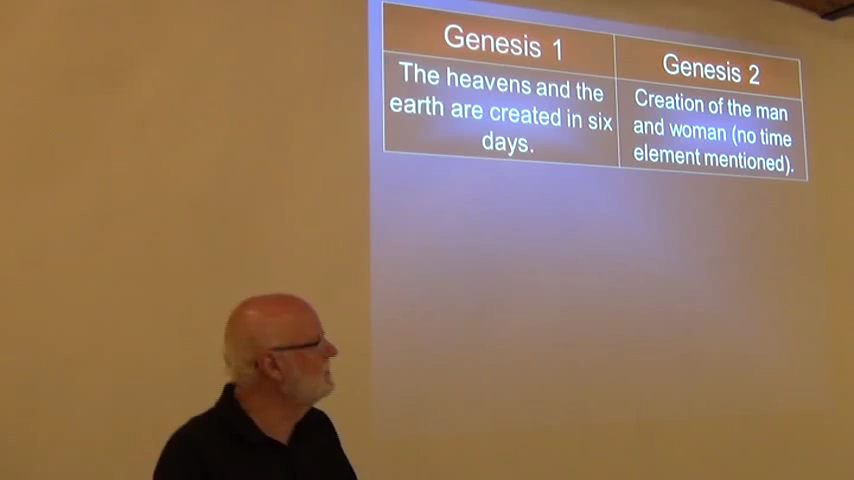 Genesis 1
The heavens and the
earth are created in six
days.
Genesis 2
Creation of the man
and woman (no time
element mentioned).